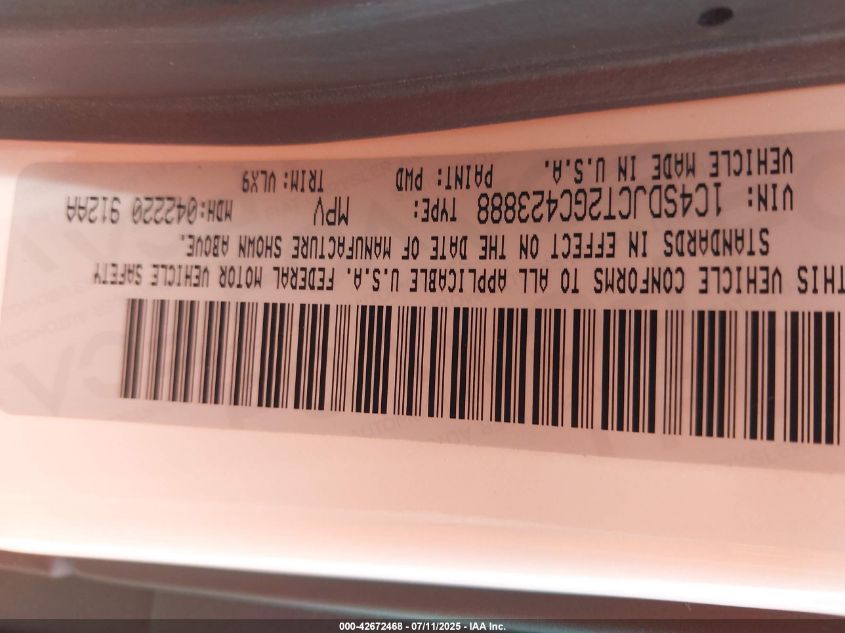 THIS VEHICLE CONFORMS TO ALL APPLICABLE U.S.A. FEDERAL MOTOR VEHICLE SAFETY
STANDARDS IN EFFECT ON THE DATE OF MANUFACTURE SHOWN ABOVE.
VIN: 1C4SDJCT2GC423888 TYPE: MPV MDH:042220 912AA
VEHICLE MADE IN U.S.A. PAINT: PWD TRIM: VLX9
000-42672468 - 07/11/2025 - IAA Inc.